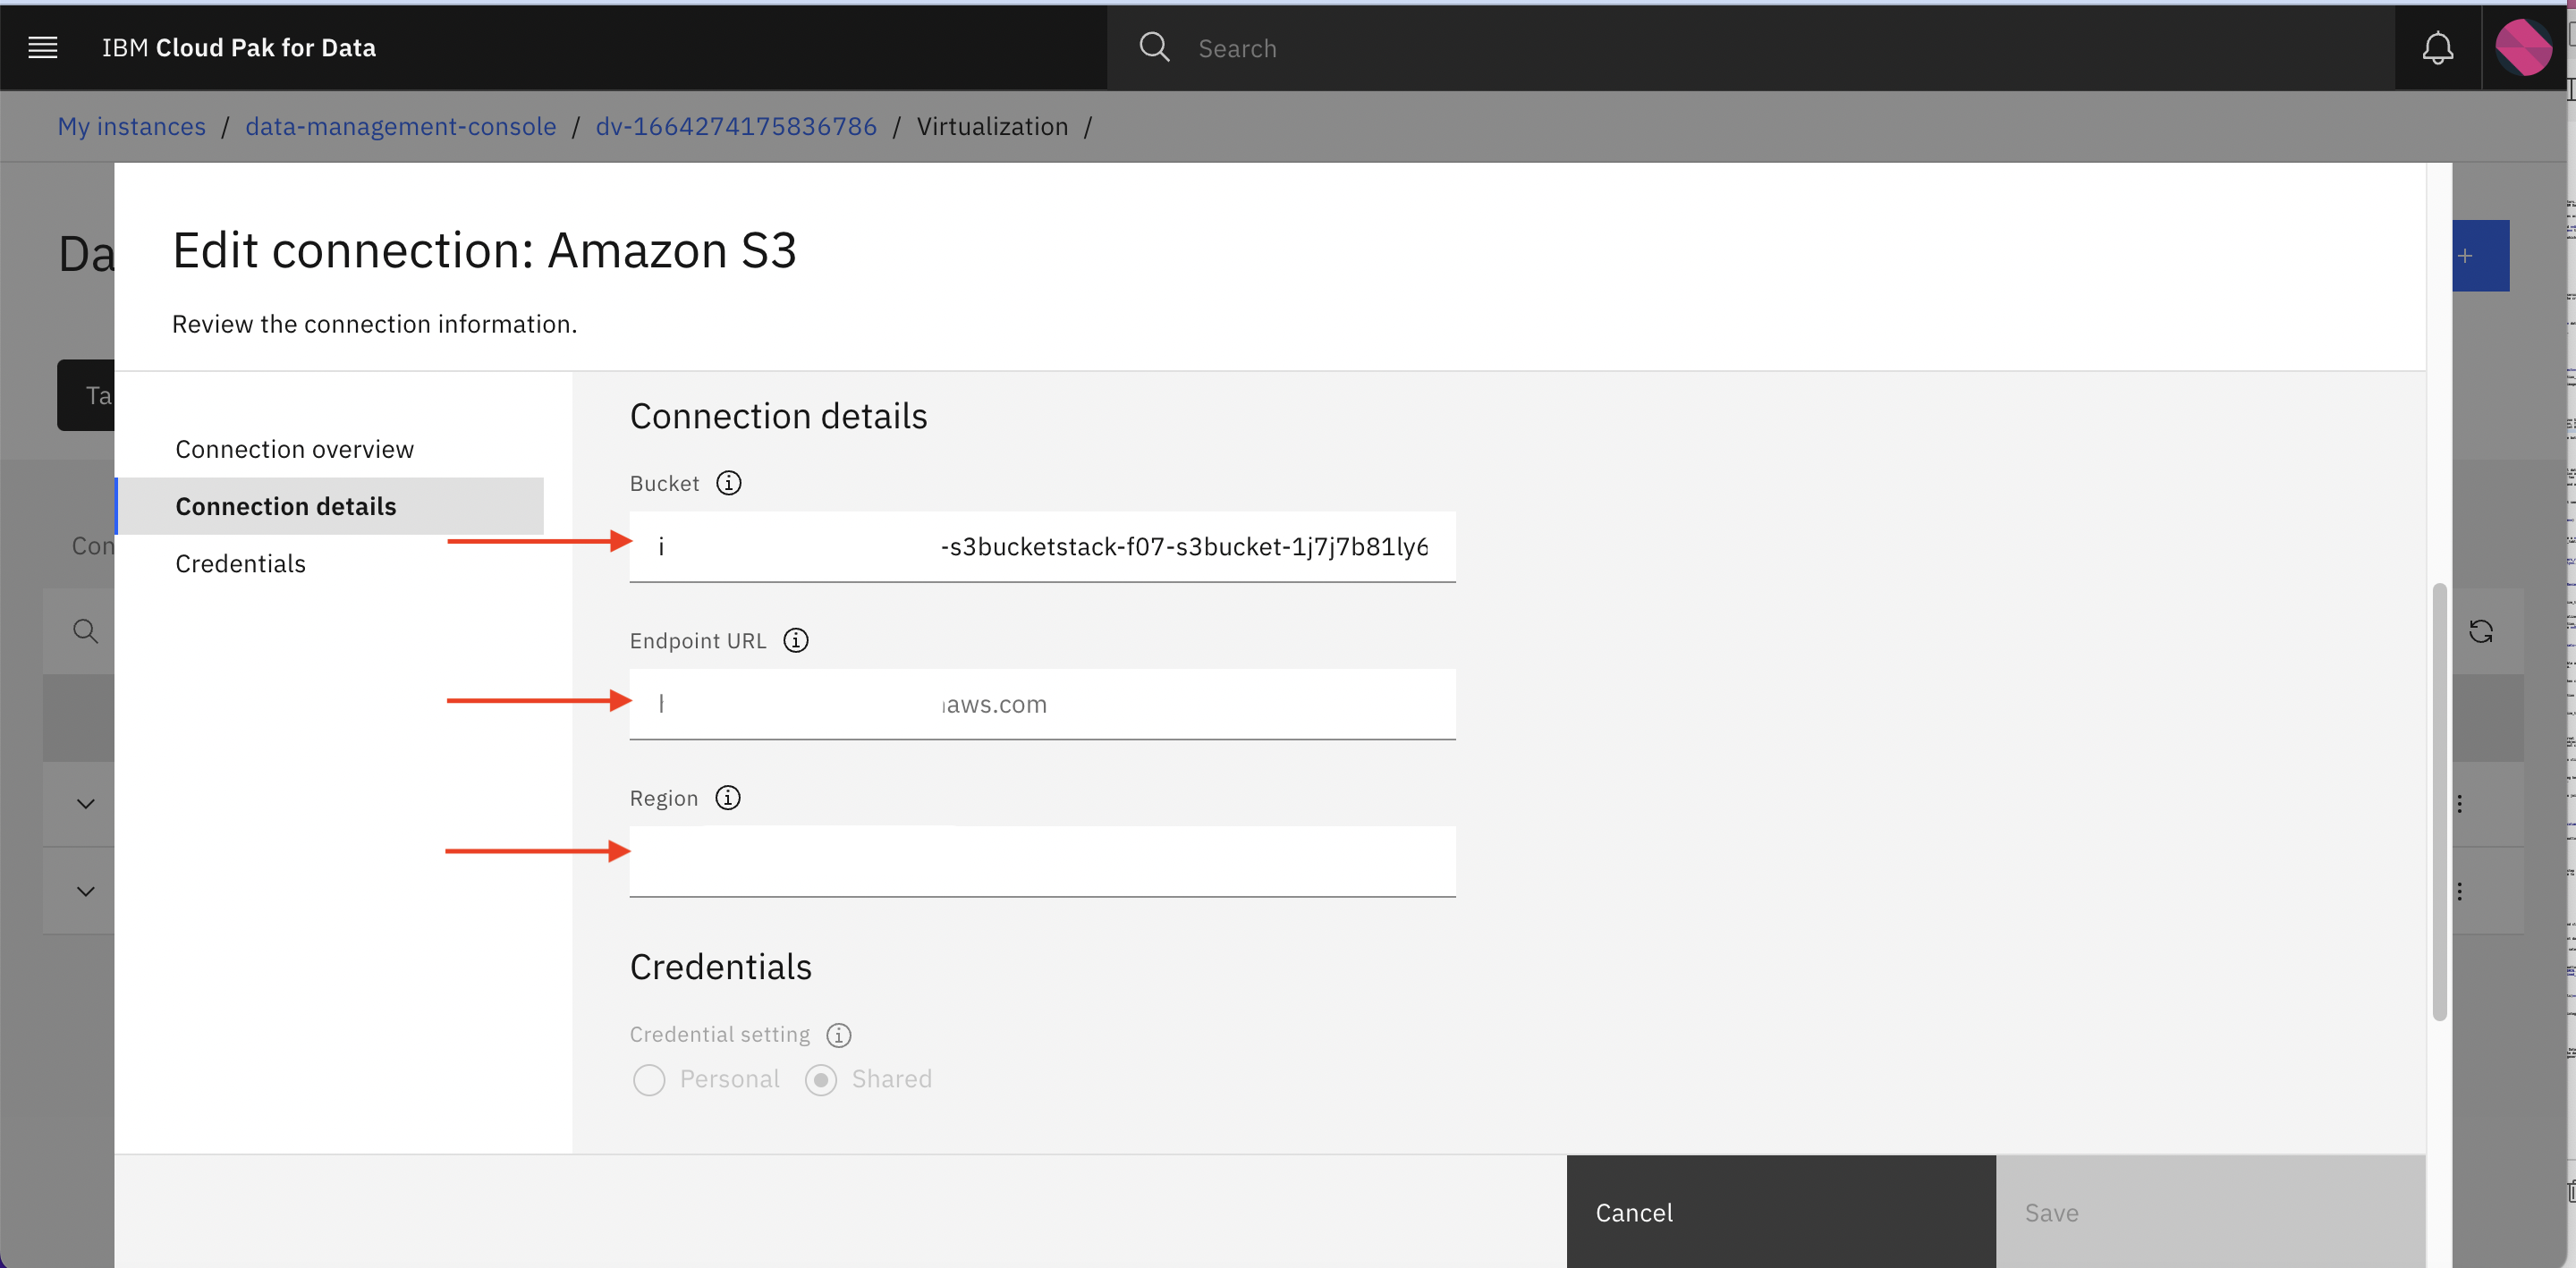 IBM Cloud Pak for Data
Search
My instances / data-management-console / dv-1664274175836786 / Virtualization /
Da
Edit connection: Amazon S3
+
Review the connection information.
Ta
Connection overview
Connection details
Credentials
Con
Connection details
Bucket
i -s3bucketstack-f07-s3bucket-1j7j7b81ly6
Endpoint URL
aws.com
Region
Credentials
Credential setting
Personal Shared
Cancel
Save